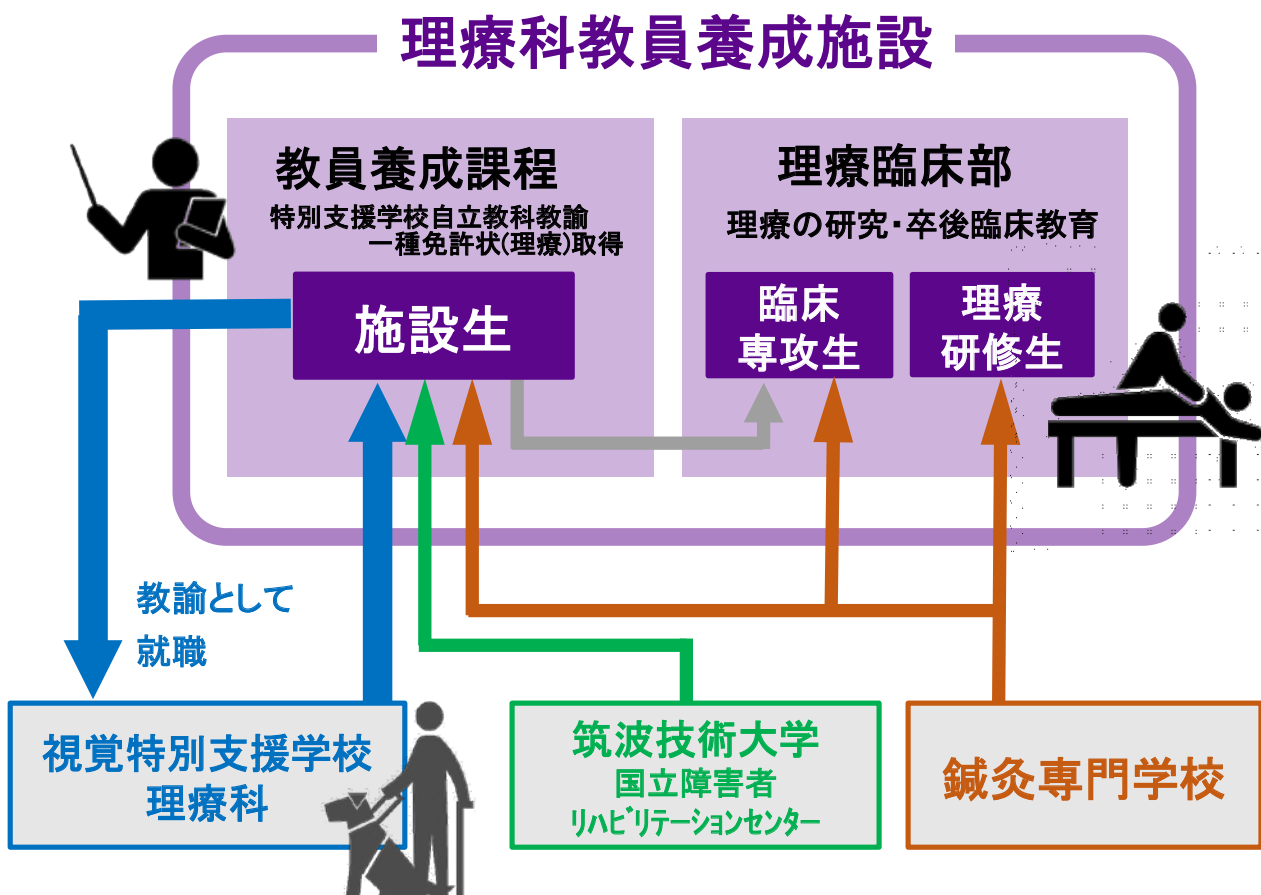 理療科教員養成施設
教員養成課程
特別支援学校自立教科教諭
一種免許状(理療)取得
施設生
理療臨床部
理療の研究・卒後臨床教育
臨床
専攻生
理療
研修生
教諭として
就職
視覚特別支援学校
理療科
筑波技術大学
国立障害者
リハビリテーションセンター
鍼灸専門学校